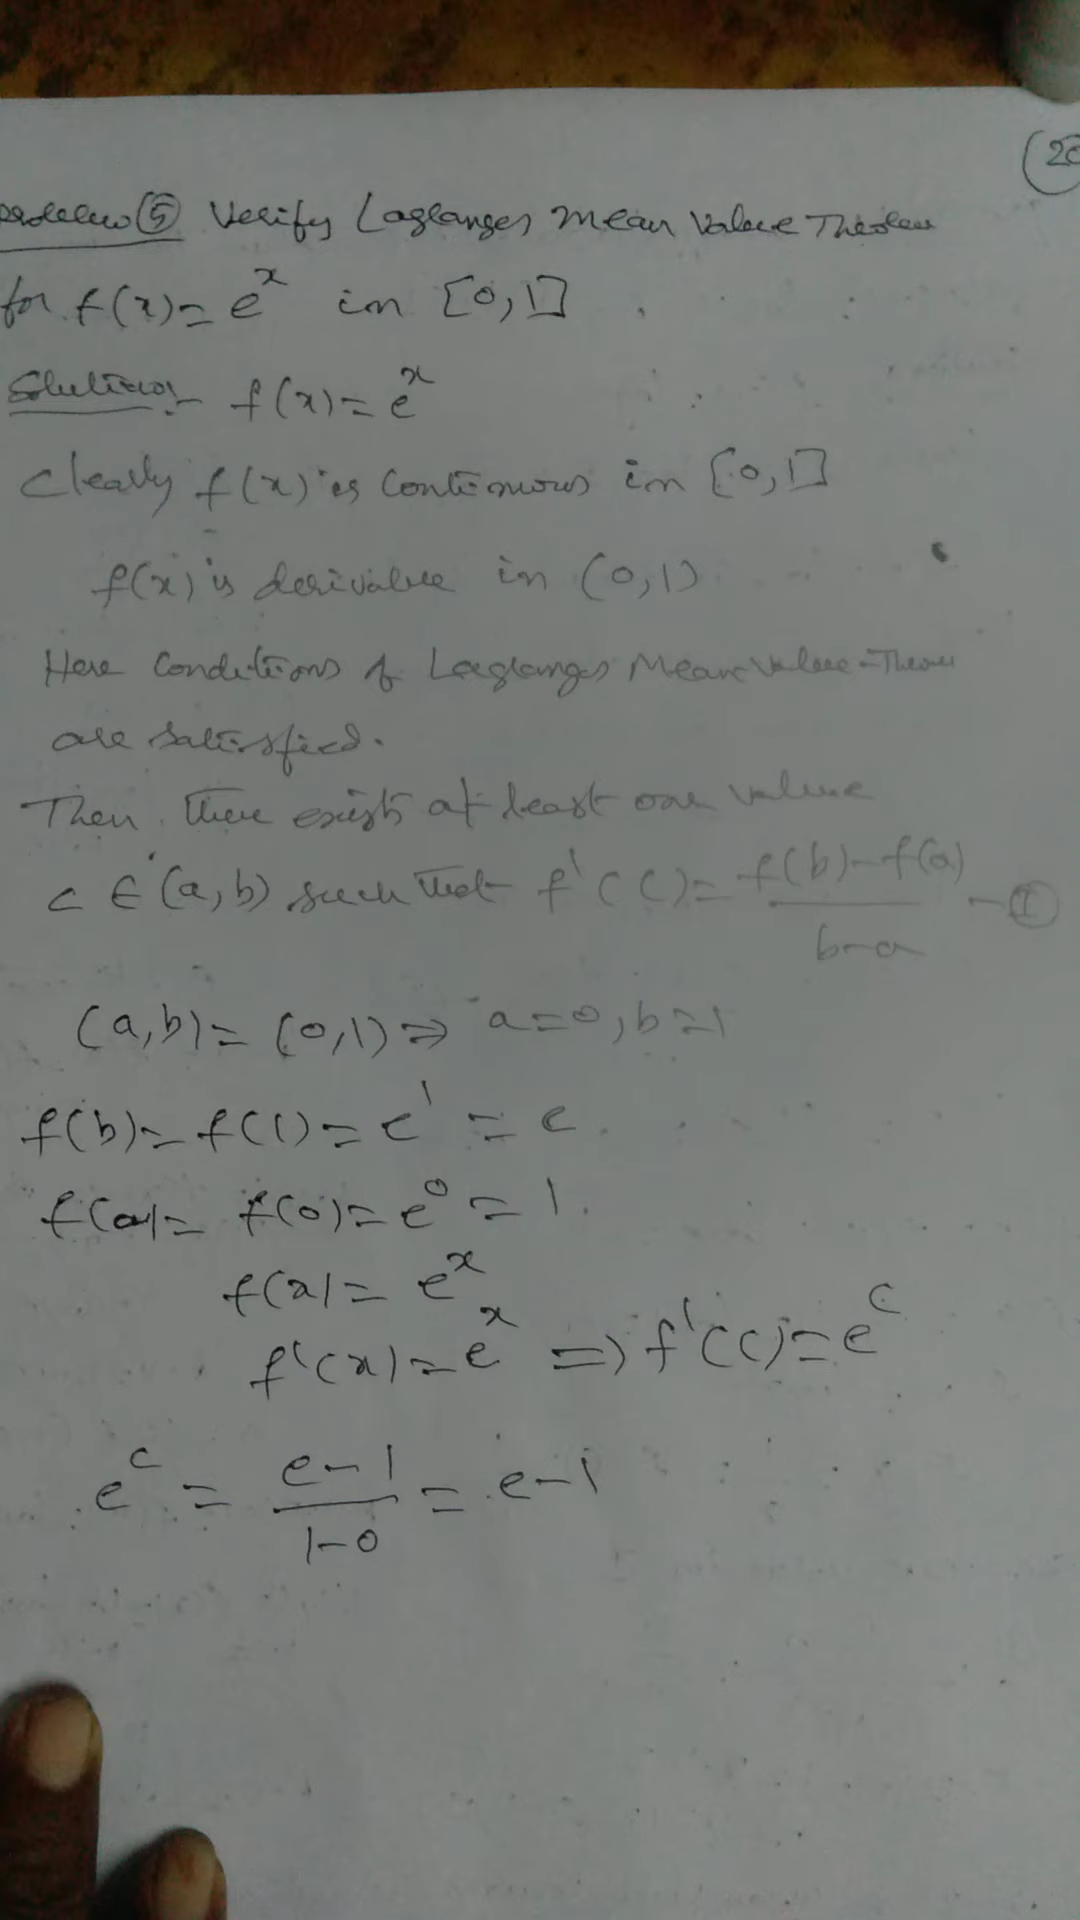 (20
Problem (5) Verify Lagranges Mean Value Theorem
for f(x) = e^x in [0,1]
Solution:- f(x) = e^x
Clearly f(x) is continuous in [0,1]
f(x) is derivable in (0,1)
Here conditions of Lagranges Mean Value Theorem
are satisfied.
Then there exists at least one value
c ∈ (a,b) such that f'(c) = f(b)-f(a) / b-a - (1)
(a,b) = (0,1) ⇒ a=0, b=1
f(b) = f(1) = e^1 = e.
f(a) = f(0) = e^0 = 1.
f(x) = e^x
f'(x) = e^x ⇒ f'(c) = e^c
e^c = e-1 / 1-0 = e-1